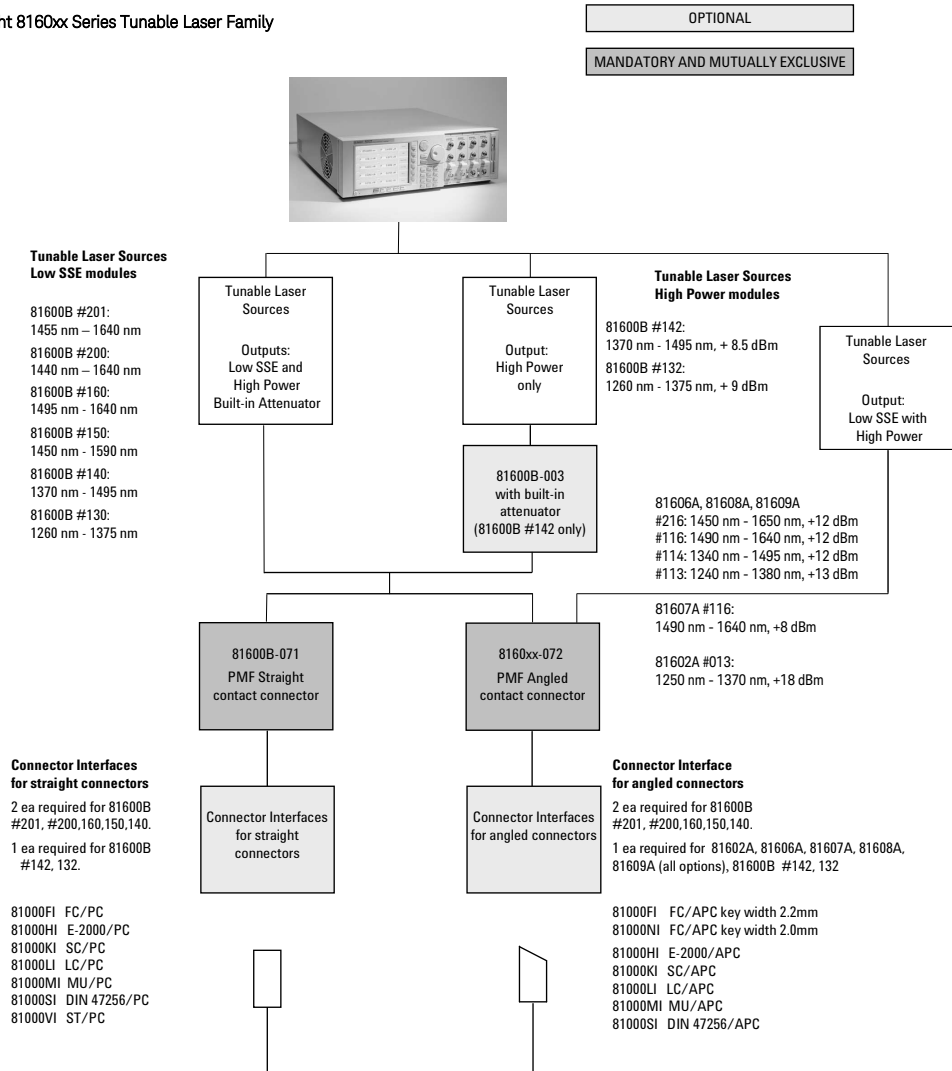 nt 8160xx Series Tunable Laser Family
OPTIONAL
MANDATORY AND MUTUALLY EXCLUSIVE
Tunable Laser Sources
Low SSE modules
81600B #201:
1455 nm – 1640 nm
81600B #200:
1440 nm – 1640 nm
81600B #160:
1495 nm - 1640 nm
81600B #150:
1450 nm - 1590 nm
81600B #140:
1370 nm - 1495 nm
81600B #130:
1260 nm - 1375 nm
Tunable Laser
Sources
Outputs:
Low SSE and
High Power
Built-in Attenuator
Tunable Laser
Sources
Output:
High Power
only
Tunable Laser Sources
High Power modules
81600B #142:
1370 nm - 1495 nm, + 8.5 dBm
81600B #132:
1260 nm - 1375 nm, + 9 dBm
Tunable Laser
Sources
Output:
Low SSE with
High Power
81600B-003
with built-in
attenuator
(81600B #142 only)
81606A, 81608A, 81609A
#216: 1450 nm - 1650 nm, +12 dBm
#116: 1490 nm - 1640 nm, +12 dBm
#114: 1340 nm - 1495 nm, +12 dBm
#113: 1240 nm - 1380 nm, +13 dBm
81607A #116:
1490 nm - 1640 nm, +8 dBm
81602A #013:
1250 nm - 1370 nm, +18 dBm
81600B-071
PMF Straight
contact connector
8160xx-072
PMF Angled
contact connector
Connector Interfaces
for straight connectors
2 ea required for 81600B
#201, #200,160,150,140.
1 ea required for 81600B
#142, 132.
81000FI FC/PC
81000HI E-2000/PC
81000KI SC/PC
81000LI LC/PC
81000MI MU/PC
81000SI DIN 47256/PC
81000VI ST/PC
Connector Interfaces
for straight
connectors
Connector Interfaces
for angled connectors
Connector Interface
for angled connectors
2 ea required for 81600B
#201, #200,160,150,140.
1 ea required for 81602A, 81606A, 81607A, 81608A,
81609A (all options), 81600B #142, 132
81000FI FC/APC key width 2.2mm
81000NI FC/APC key width 2.0mm
81000HI E-2000/APC
81000KI SC/APC
81000LI LC/APC
81000MI MU/APC
81000SI DIN 47256/APC